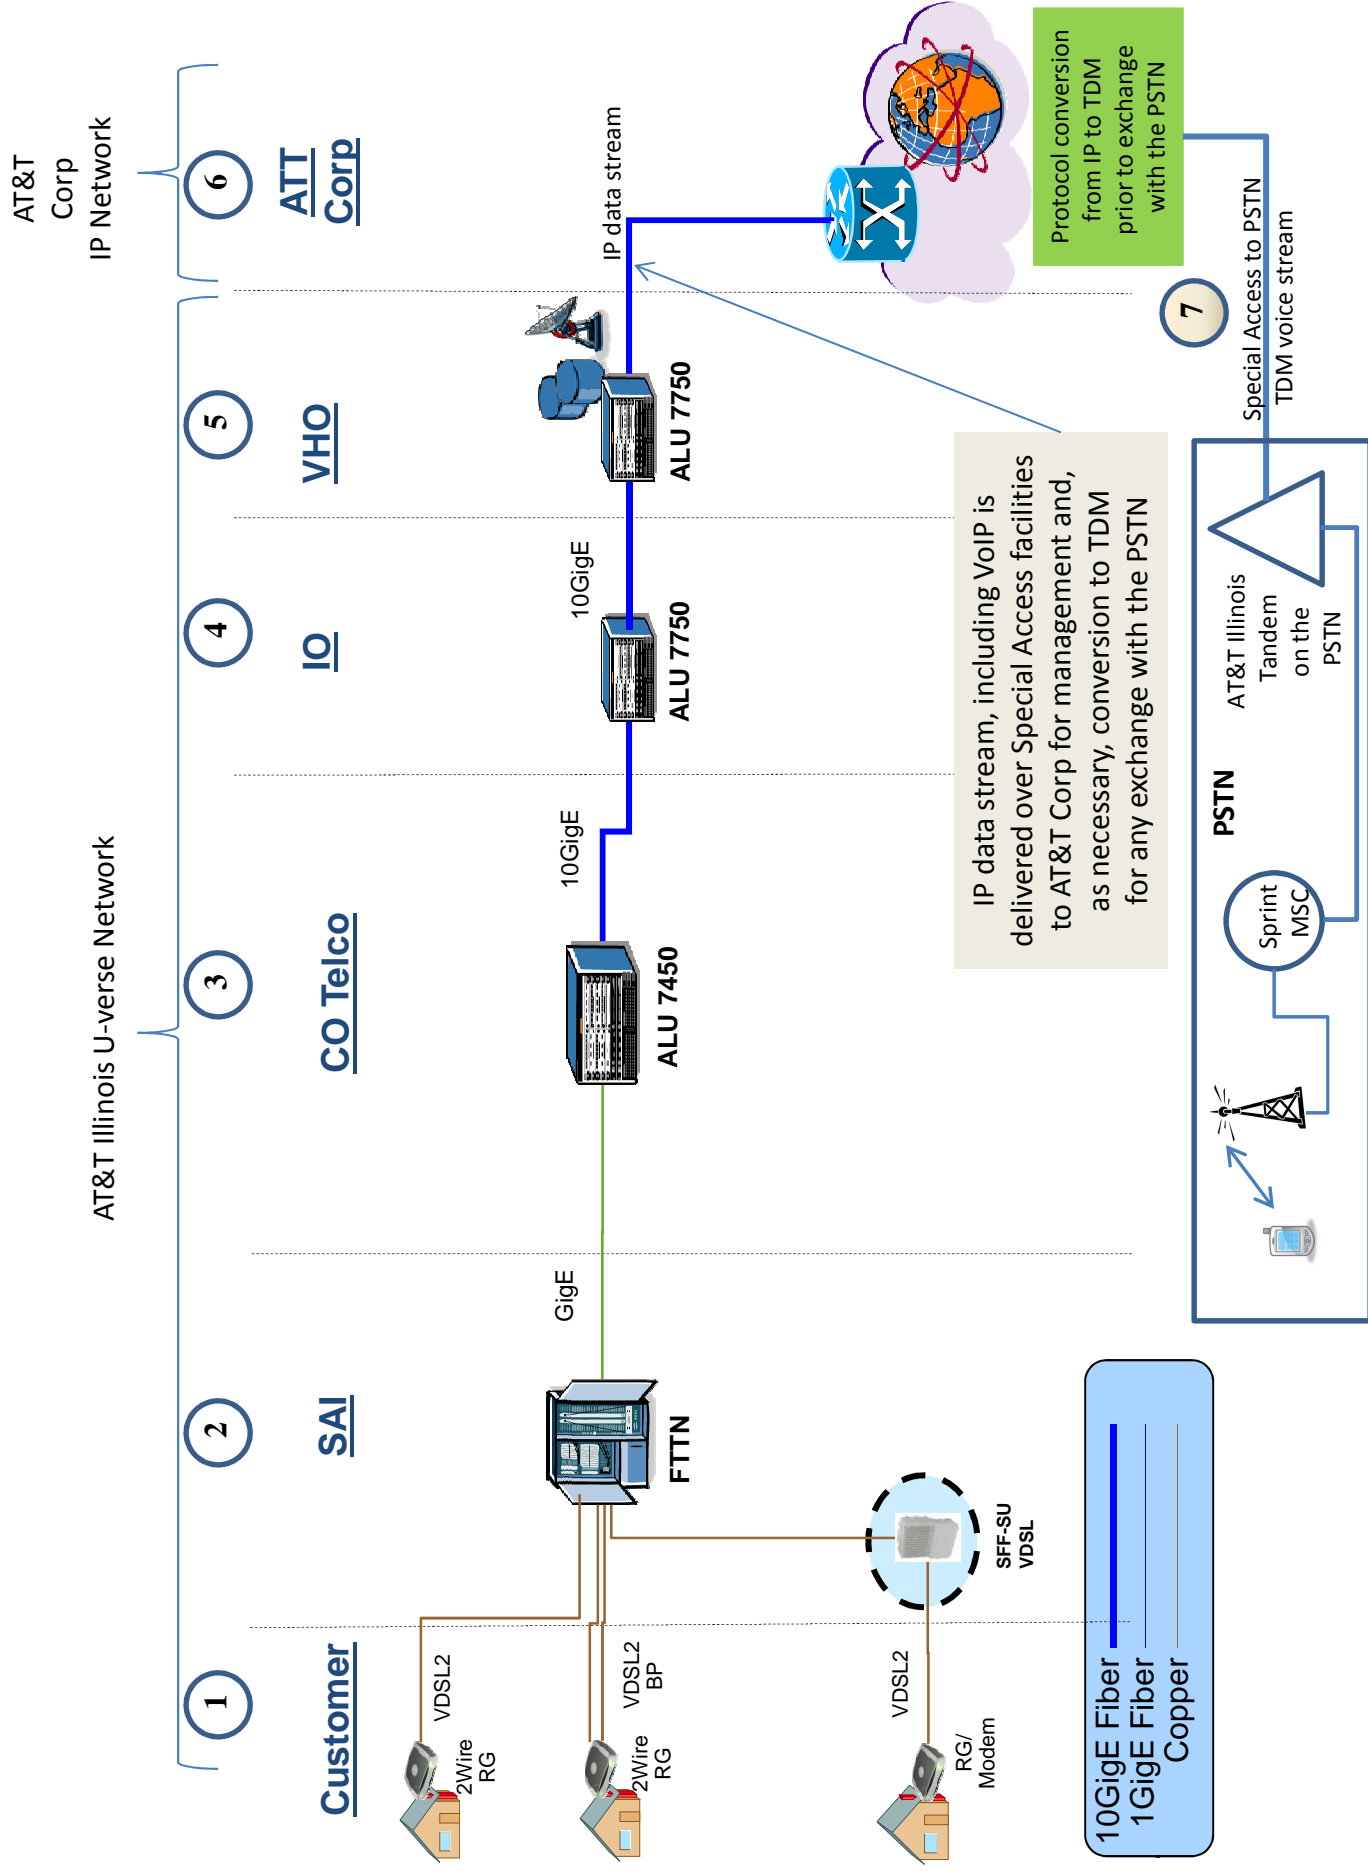 AT&T Illinois U-verse Network
AT&T
Corp
IP Network
1
2
3
4
5
6
Customer
SAI
CO Telco
IO
VHO
ATT
Corp
VDSL2
2Wire
RG
VDSL2
BP
2Wire
RG
VDSL2
RG/
Modem
SFF-SU
VDSL
FTTN
GigE
ALU 7450
10GigE
ALU 7750
10GigE
ALU 7750
IP data stream
IP data stream, including VoIP is
delivered over Special Access facilities
to AT&T Corp for management and,
as necessary, conversion to TDM
for any exchange with the PSTN
Protocol conversion
from IP to TDM
prior to exchange
with the PSTN
7
Special Access to PSTN
TDM voice stream
10GigE Fiber
1GigE Fiber
Copper
PSTN
Sprint
MSC
AT&T Illinois
Tandem
on the
PSTN